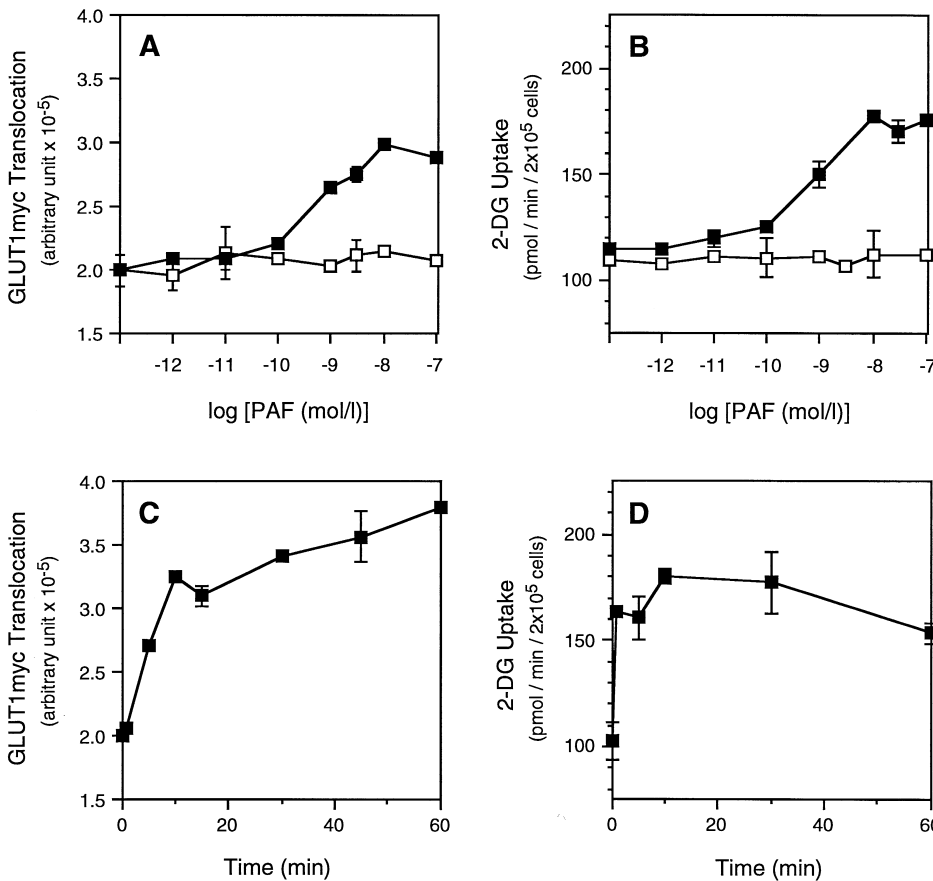 A
GLUT1myc Translocation
(arbitrary unit x 10-5)
4.0
3.5
3.0
2.5
2.0
1.5
-12 -11 -10 -9 -8 -7
log [PAF (mol/l)]
B
2-DG Uptake
(pmol / min / 2x105 cells)
200
150
100
-12 -11 -10 -9 -8 -7
log [PAF (mol/l)]
C
GLUT1myc Translocation
(arbitrary unit x 10-5)
4.0
3.5
3.0
2.5
2.0
1.5
0 20 40 60
Time (min)
D
2-DG Uptake
(pmol / min / 2x105 cells)
200
150
100
0 20 40 60
Time (min)